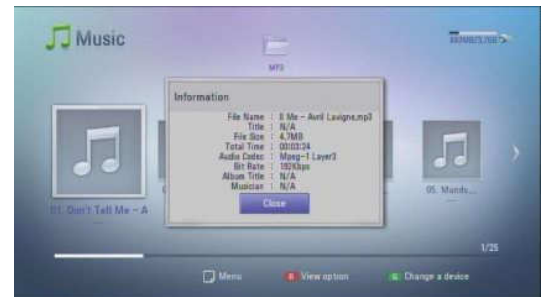 Music
MP3
Information
File Name : ll Me - Avril Lavigne.mp3
Title : N/A
File Size : 4.7MB
Total Time : 00:03:24
Audio Codec : Mpeg-1 Layer3
Bit Rate : 192Kbps
Album Title : N/A
Musician : N/A
Close
01. Don't Tell Me - A
05. Mandy...
1/25
Menu
View option
Change a device